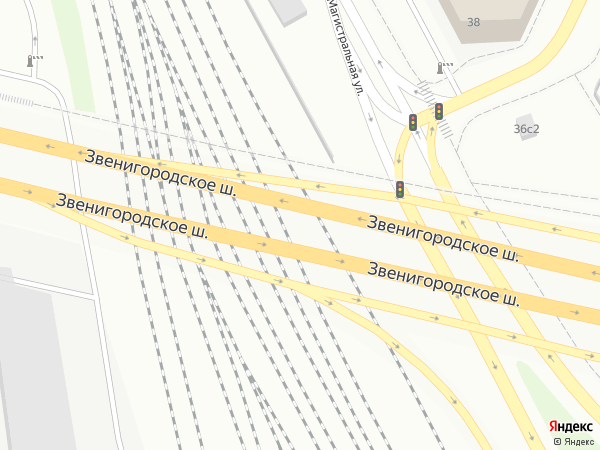 38
Магистральная ул.
36с2
Звенигородское ш.
Звенигородское ш.
Звенигородское ш.
Звенигородское ш.
Яндекс
© Яндекс